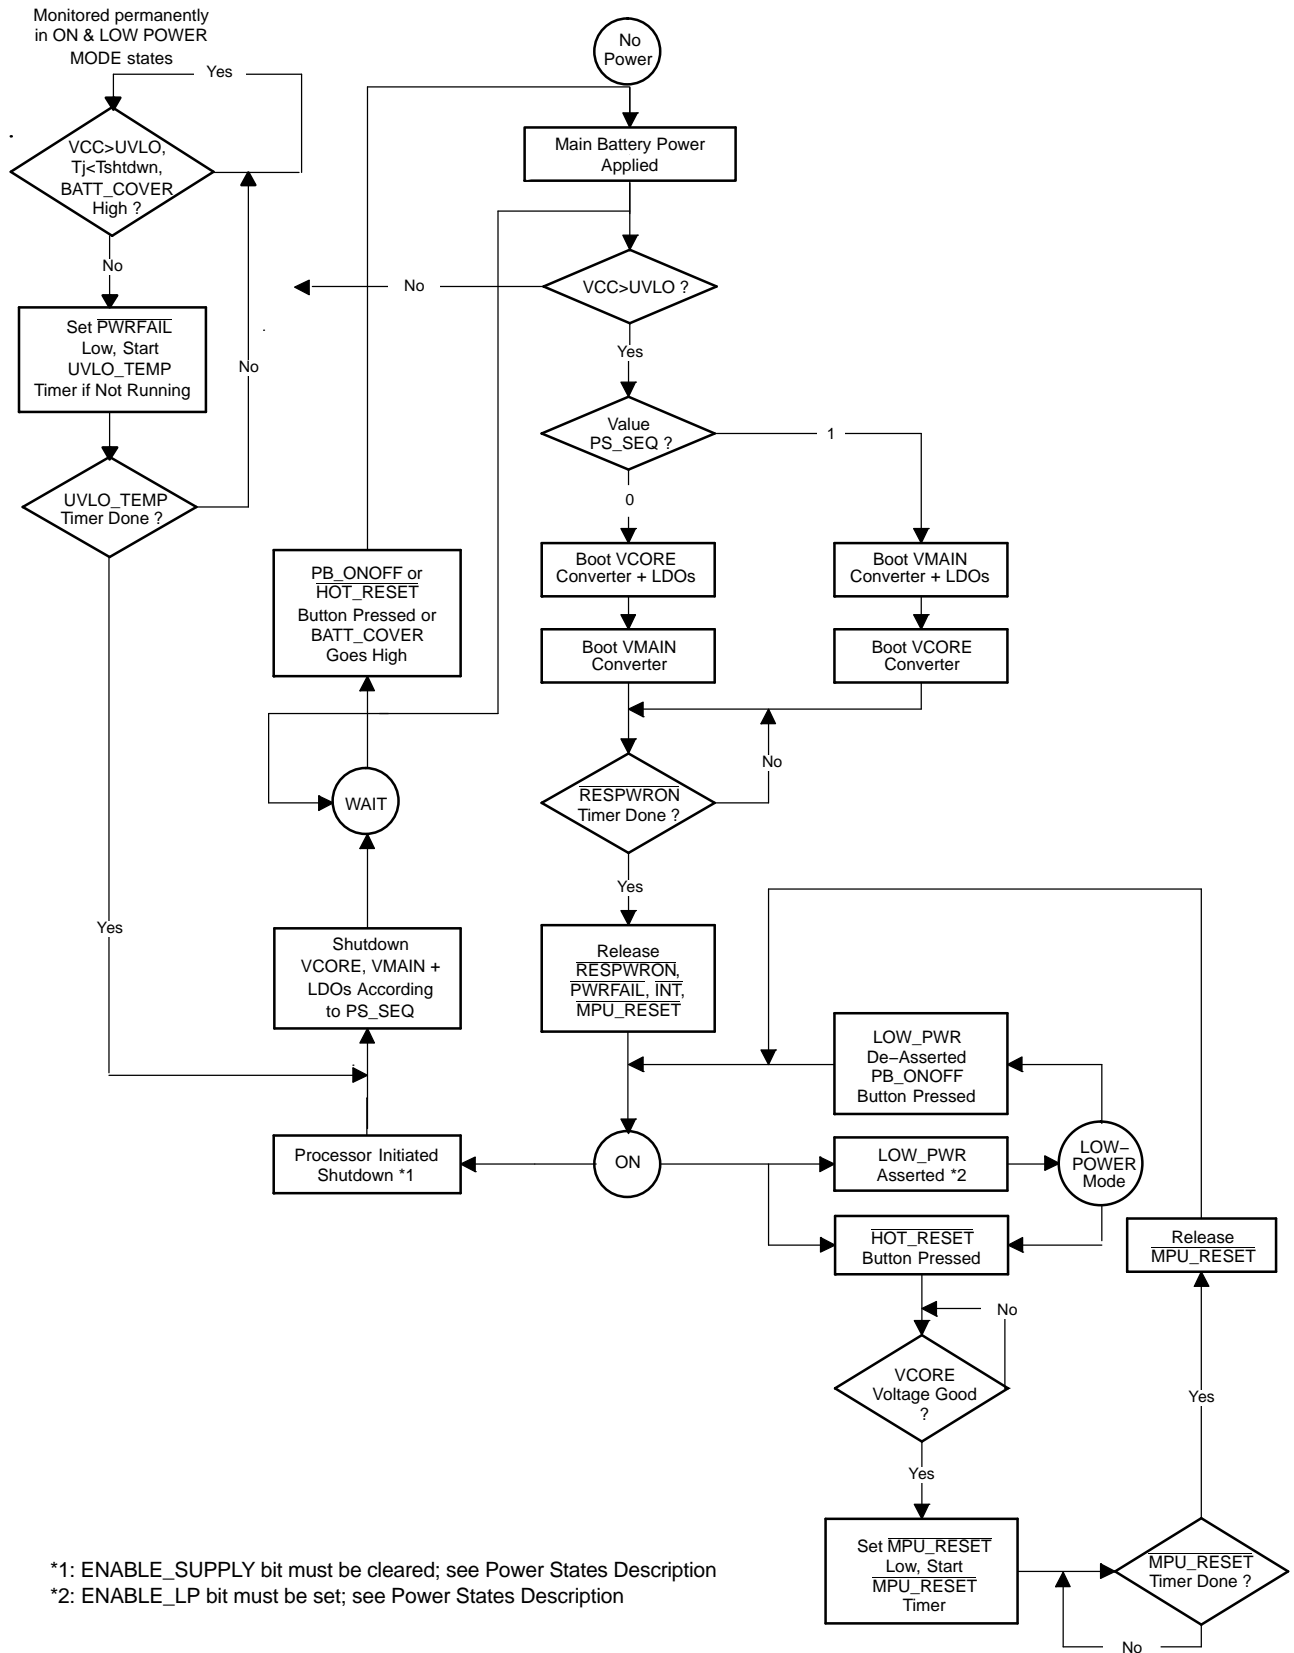 Monitored permanently
in ON & LOW POWER
MODE states
Yes
VCC>UVLO,
Tj<Tshtdwn,
BATT_COVER
High ?
No
Set PWRFAIL
Low, Start
UVLO_TEMP
Timer if Not Running
No
UVLO_TEMP
Timer Done ?
Yes
No
Power
Main Battery Power
Applied
VCC>UVLO ?
No
Yes
Value
PS_SEQ ?
1
0
Boot VCORE
Converter + LDOs
Boot VMAIN
Converter + LDOs
Boot VMAIN
Converter
Boot VCORE
Converter
PB_ONOFF or
HOT_RESET
Button Pressed or
BATT_COVER
Goes High
No
RESPWRON
Timer Done ?
WAIT
Yes
Shutdown
VCORE, VMAIN +
LDOs According
to PS_SEQ
Release
RESPWRON,
PWRFAIL, INT,
MPU_RESET
LOW_PWR
De–Asserted
PB_ONOFF
Button Pressed
Processor Initiated
Shutdown *1
ON
LOW_PWR
Asserted *2
LOW–
POWER
Mode
HOT_RESET
Button Pressed
Release
MPU_RESET
No
VCORE
Voltage Good
?
Yes
Yes
Set MPU_RESET
Low, Start
MPU_RESET
Timer
MPU_RESET
Timer Done ?
No
*1: ENABLE_SUPPLY bit must be cleared; see Power States Description
*2: ENABLE_LP bit must be set; see Power States Description